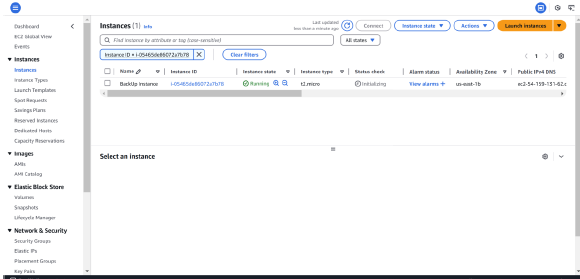 Dashboard
EC2 Global View
Events
Instances
Instances
Instance Types
Launch Templates
Spot Requests
Savings Plans
Reserved Instances
Dedicated Hosts
Capacity Reservations
Images
AMIs
AMI Catalog
Elastic Block Store
Volumes
Snapshots
Lifecycle Manager
Network & Security
Security Groups
Elastic IPs
Placement Groups
Key Pairs
Instances (1) Info
Last updated
less than a minute ago
Connect
Instance state
Actions
Launch instances
Find Instance by attribute or tag (case-sensitive)
All states
Instance ID = i-05465de86072a7b78
Clear filters
1
Name Instance ID Instance state Instance type Status check Alarm status Availability Zone Public IPv4 DNS
BackUp Instance i-05465de86072a7b78 Running t2.micro Initializing View alarms + us-east-1b ec2-54-159-151-62.c
Select an instance